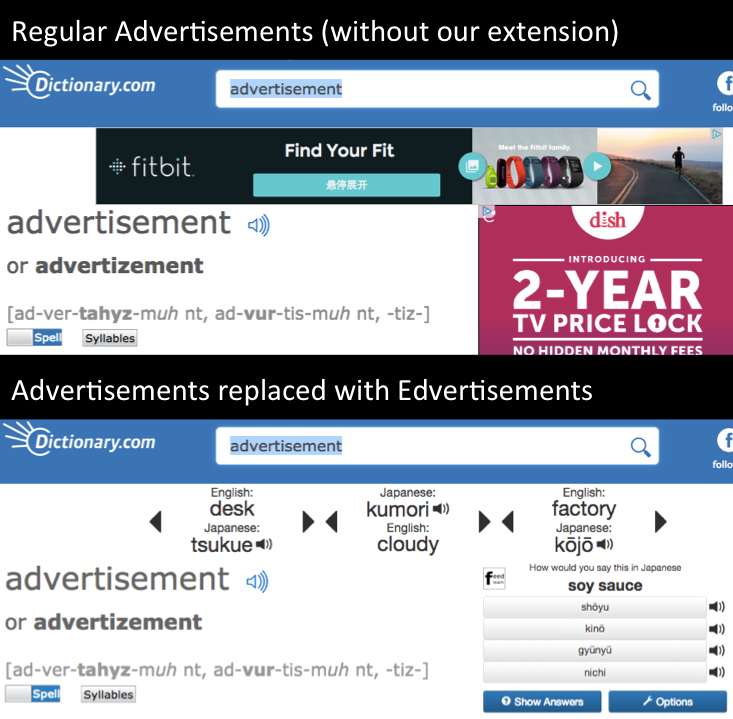 Regular Advertisements (without our extension)
Dictionary.com
advertisement
f
follo
fitbit.
Find Your Fit
悬停展开
Meet the Fitbit family.
advertisement
or advertizement
[ad-ver-tahyz-muh nt, ad-vur-tis-muh nt, -tiz-]
Spell
Syllables
dish
INTRODUCING
2-YEAR
TV PRICE LOCK
NO HIDDEN MONTHLY FEES
Advertisements replaced with Edvertisements
Dictionary.com
advertisement
f
follo
English:
desk
Japanese:
tsukue
Japanese:
kumori
English:
cloudy
English:
factory
Japanese:
kōjō
advertisement
or advertizement
[ad-ver-tahyz-muh nt, ad-vur-tis-muh nt, -tiz-]
Spell
Syllables
feed
learn
How would you say this in Japanese
soy sauce
shōyu
kinō
gyūnyū
nichi
Show Answers
Options